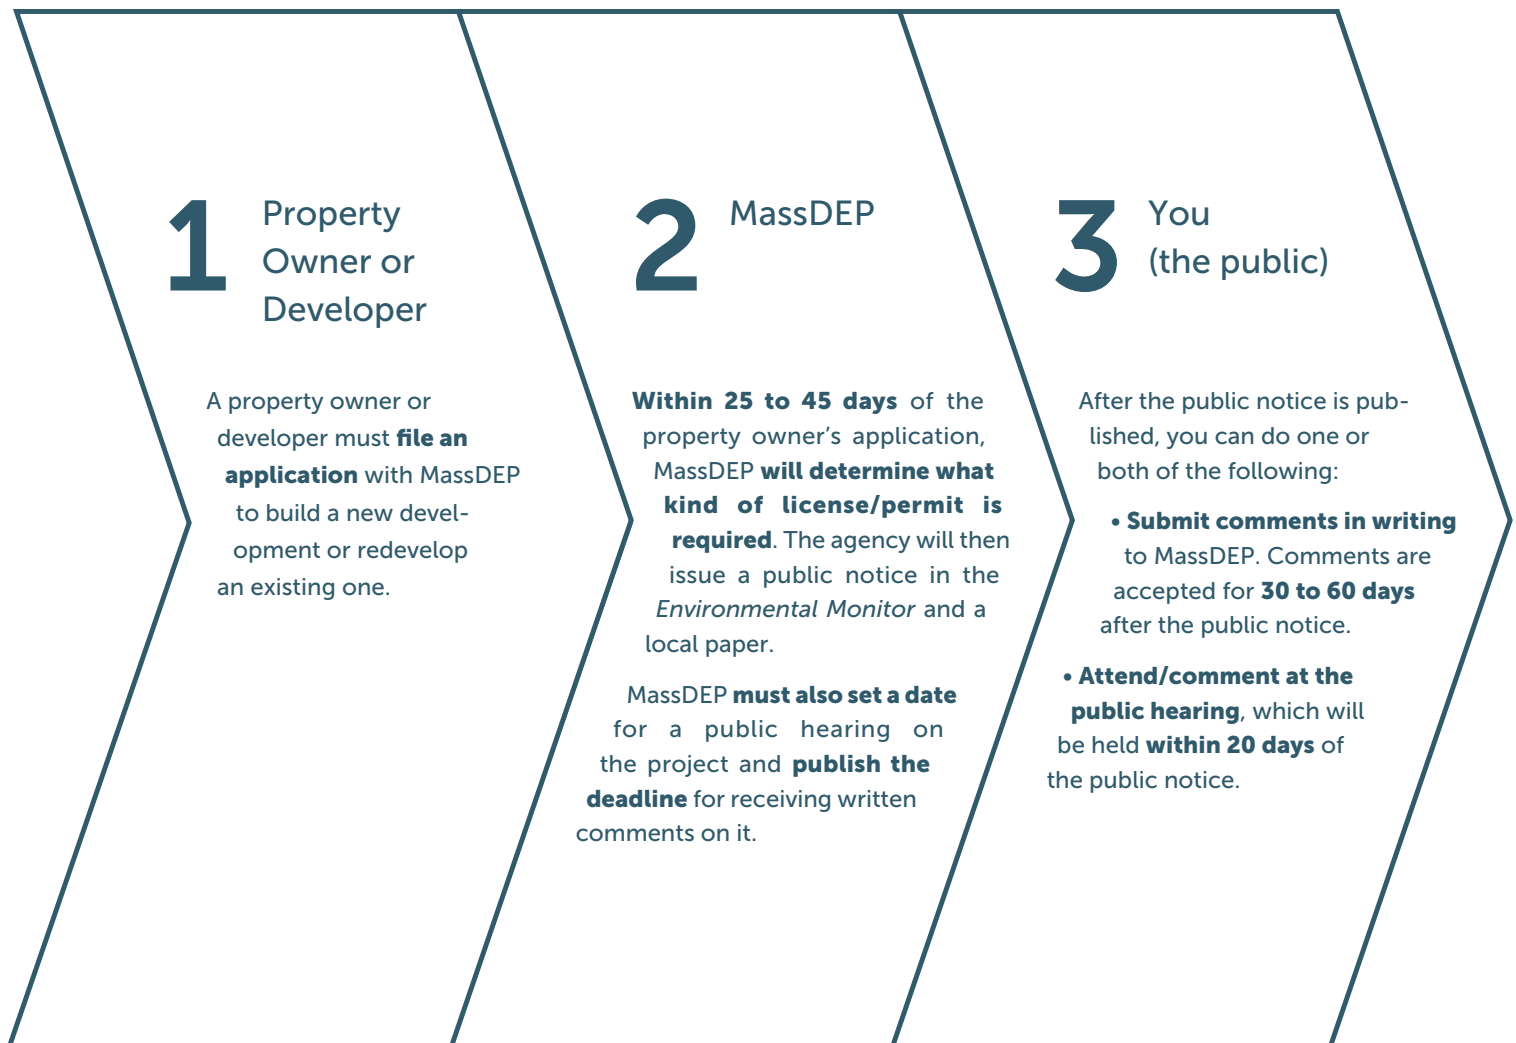 1
Property
Owner or
Developer
A property owner or
developer must file an
application with MassDEP
to build a new devel-
opment or redevelop
an existing one.
2
MassDEP
Within 25 to 45 days of the
property owner’s application,
MassDEP will determine what
kind of license/permit is
required. The agency will then
issue a public notice in the
Environmental Monitor and a
local paper.
MassDEP must also set a date
for a public hearing on
the project and publish the
deadline for receiving written
comments on it.
3
You
(the public)
After the public notice is pub-
lished, you can do one or
both of the following:
• Submit comments in writing
to MassDEP. Comments are
accepted for 30 to 60 days
after the public notice.
• Attend/comment at the
public hearing, which will
be held within 20 days of
the public notice.